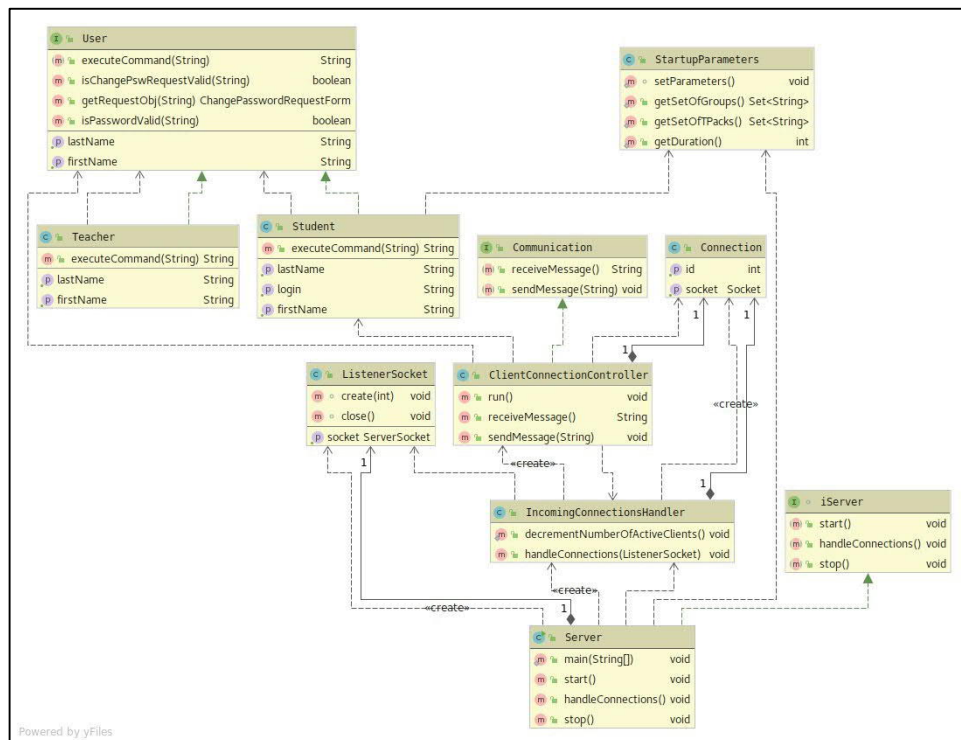 User
executeCommand(String) String
isChangePswRequestValid(String) boolean
getRequestObj(String) ChangePasswordRequestForm
isPasswordValid(String) boolean
lastName String
firstName String
StartupParameters
setParameters() void
getSetOfGroups() Set<String>
getSetOfTPacks() Set<String>
getDuration() int
Teacher
executeCommand(String) String
lastName String
firstName String
Student
executeCommand(String) String
lastName String
login String
firstName String
Communication
receiveMessage() String
sendMessage(String) void
Connection
id int
socket Socket
1
1
1
ListenerSocket
create(int) void
close() void
socket ServerSocket
ClientConnectionController
run() void
receiveMessage() String
sendMessage(String) void
«create»
1
«create»
1
IncomingConnectionsHandler
decrementNumberOfActiveClients() void
handleConnections(ListenerSocket) void
iServer
start() void
handleConnections() void
stop() void
«create»
«create»
1
Server
main(String[]) void
start() void
handleConnections() void
stop() void
Powered by yFiles